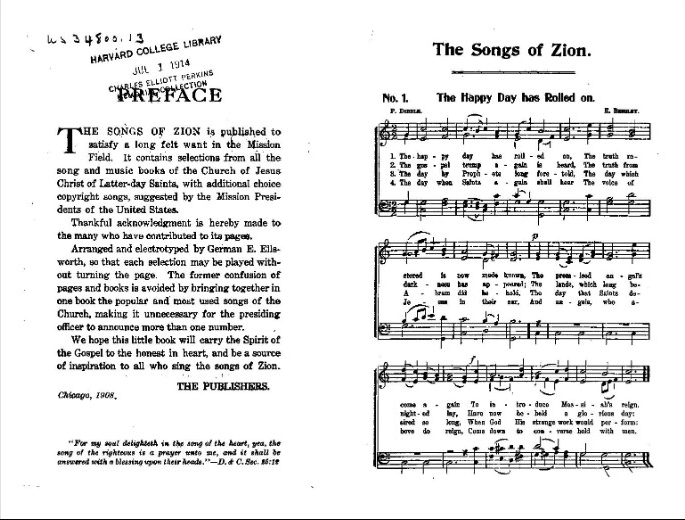 US 34800.13
HARVARD COLLEGE LIBRARY
JUL 1 1914
CHARLES ELLIOTT PERKINS
COLLECTION
PREFACE
THE SONGS OF ZION is published to
satisfy a long felt want in the Mission
Field. It contains selections from all the
song and music books of the Church of Jesus
Christ of Latter-day Saints, with additional choice
copyright songs, suggested by the Mission Presi-
dents of the United States.
Thankful acknowledgment is hereby made to
the many who have contributed to its pages.
Arranged and electrotyped by German E. Ells-
worth, so that each selection may be played with-
out turning the page. The former confusion of
pages and books is avoided by bringing together in
one book the popular and most used songs of the
Church, making it unnecessary for the presiding
officer to announce more than one number.
We hope this little book will carry the Spirit of
the Gospel to the honest in heart, and be a source
of inspiration to all who sing the songs of Zion.
THE PUBLISHERS.
Chicago, 1908.
"For my soul delighteth in the song of the heart, yea, the
song of the righteous is a prayer unto me, and it shall be
answered with a blessing upon their heads."—D. & C. Sec. 25:12
The Songs of Zion.
No. 1. The Happy Day has Rolled on.
P. E. 
1. The hap - py day has roll - ed on, The truth re-
2. The gos - pel trump a - gain is heard, The truth from
3. The day by Proph - ets long fore - told, The day which
4. The day when Saints a - gain shall hear The voice of
p
stored is now made known, The prom - ised an - gel's
dark - ness has ap - peared; The lands, which long be-
A - bram did be - hold, The day that Saints de-
Je - sus in their ear, And an - gels, who a-
f
come a - gain To in - tro - duce Mes - si - ah's reign.
night - ed lay, Have now be - held a glo - rious day:
sired so long, When God His strange work would per - form:
bove do reign, Come down to con - verse hold with men.